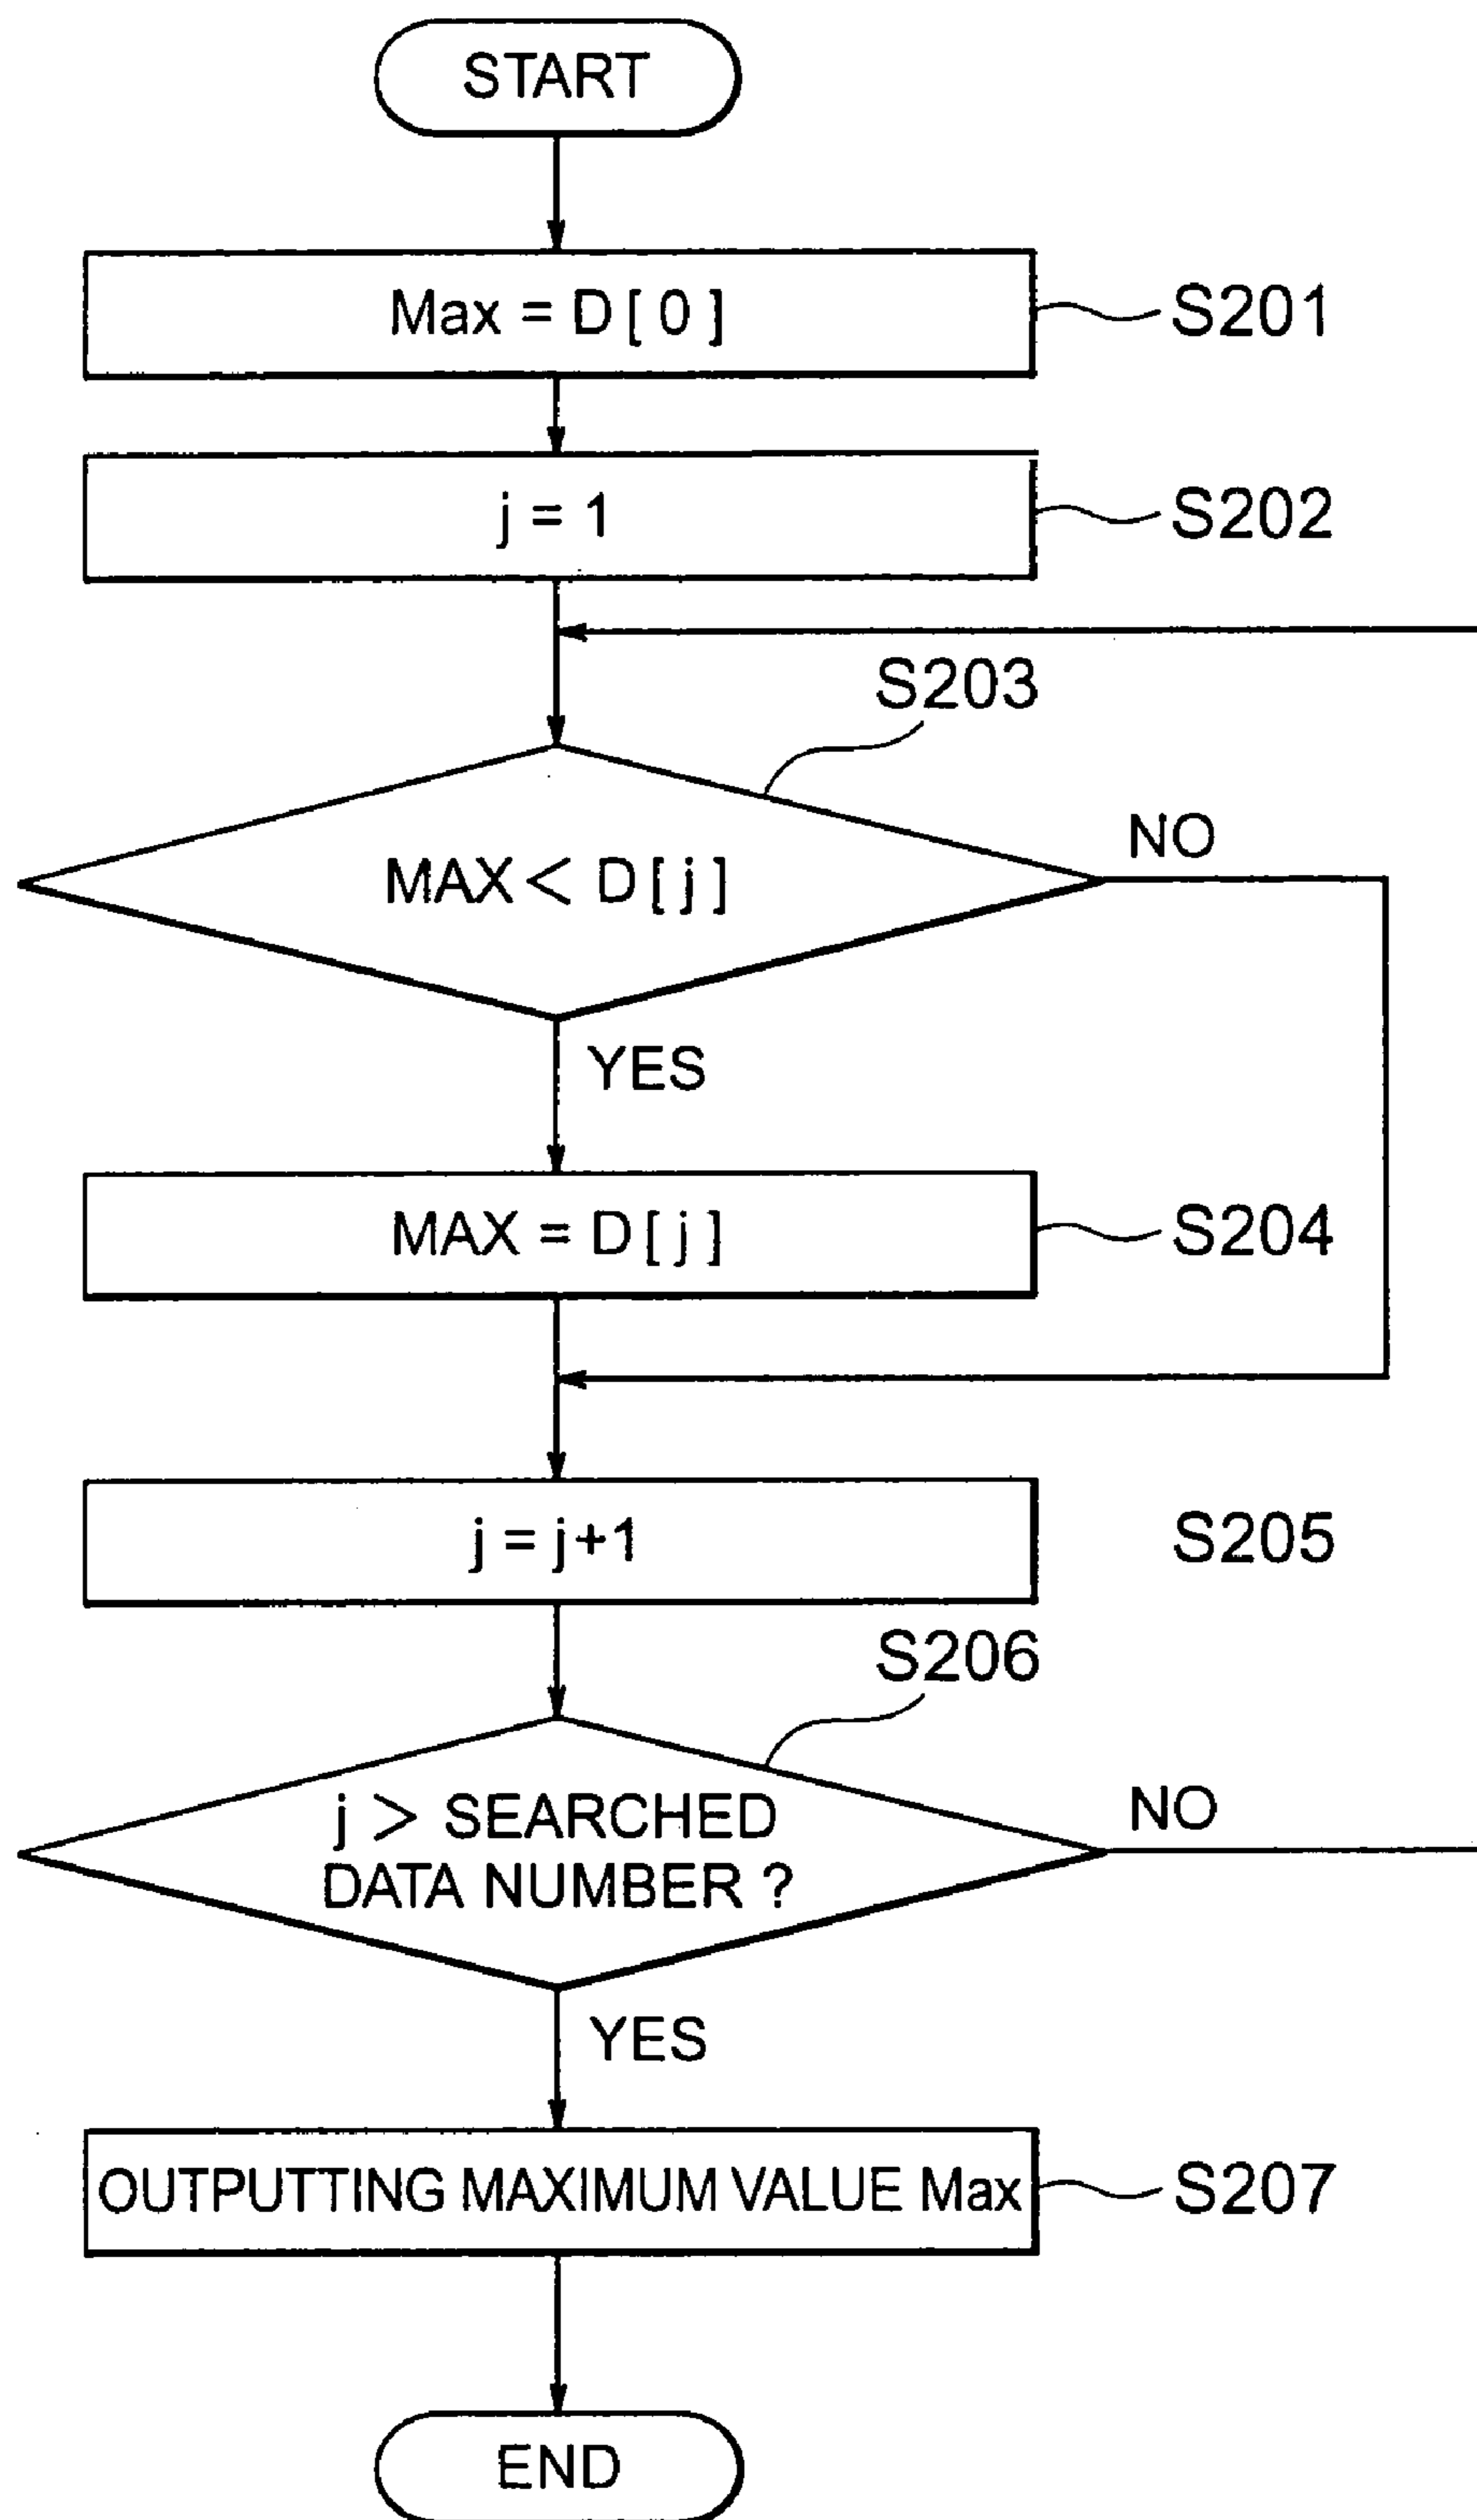 START
Max = D [ 0 ]
S201
j = 1
S202
S203
MAX < D [ j ]
NO
YES
MAX = D [ j ]
S204
j = j+1
S205
S206
j > SEARCHED
DATA NUMBER ?
NO
YES
OUTPUTTING MAXIMUM VALUE Max
S207
END